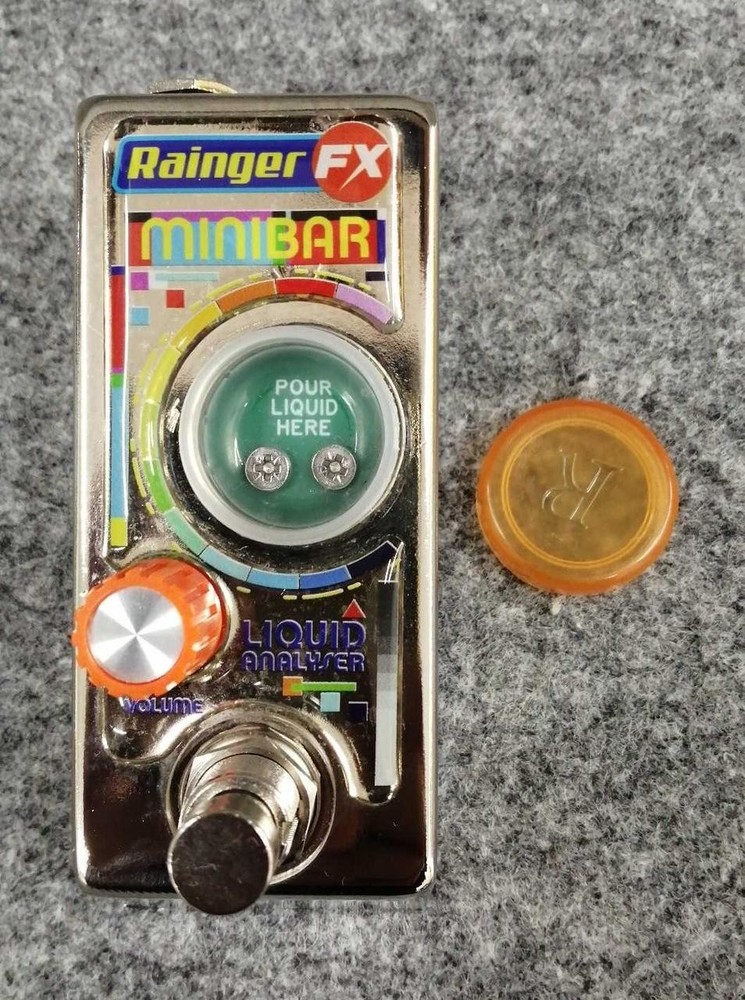 Rainger FX
MINIBAR
POUR
LIQUID
HERE
R
LIQUID
ANALYSER
VOLUME